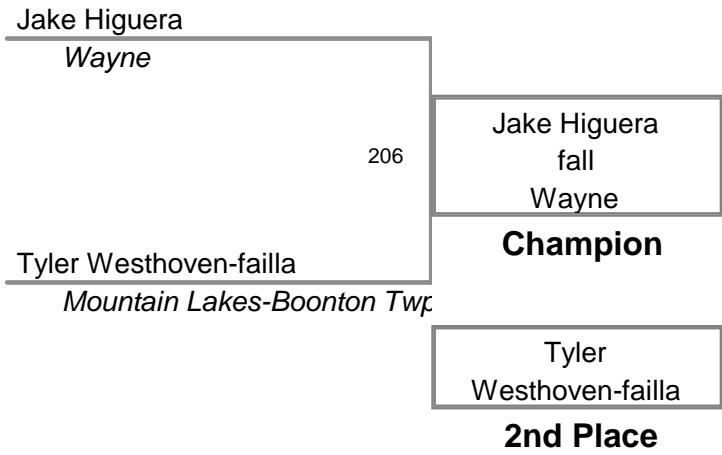 Jake Higuera
Wayne
206
Jake Higuera
fall
Wayne
Champion
Tyler Westhoven-failla
Mountain Lakes-Boonton Twp
Tyler
Westhoven-failla
2nd Place